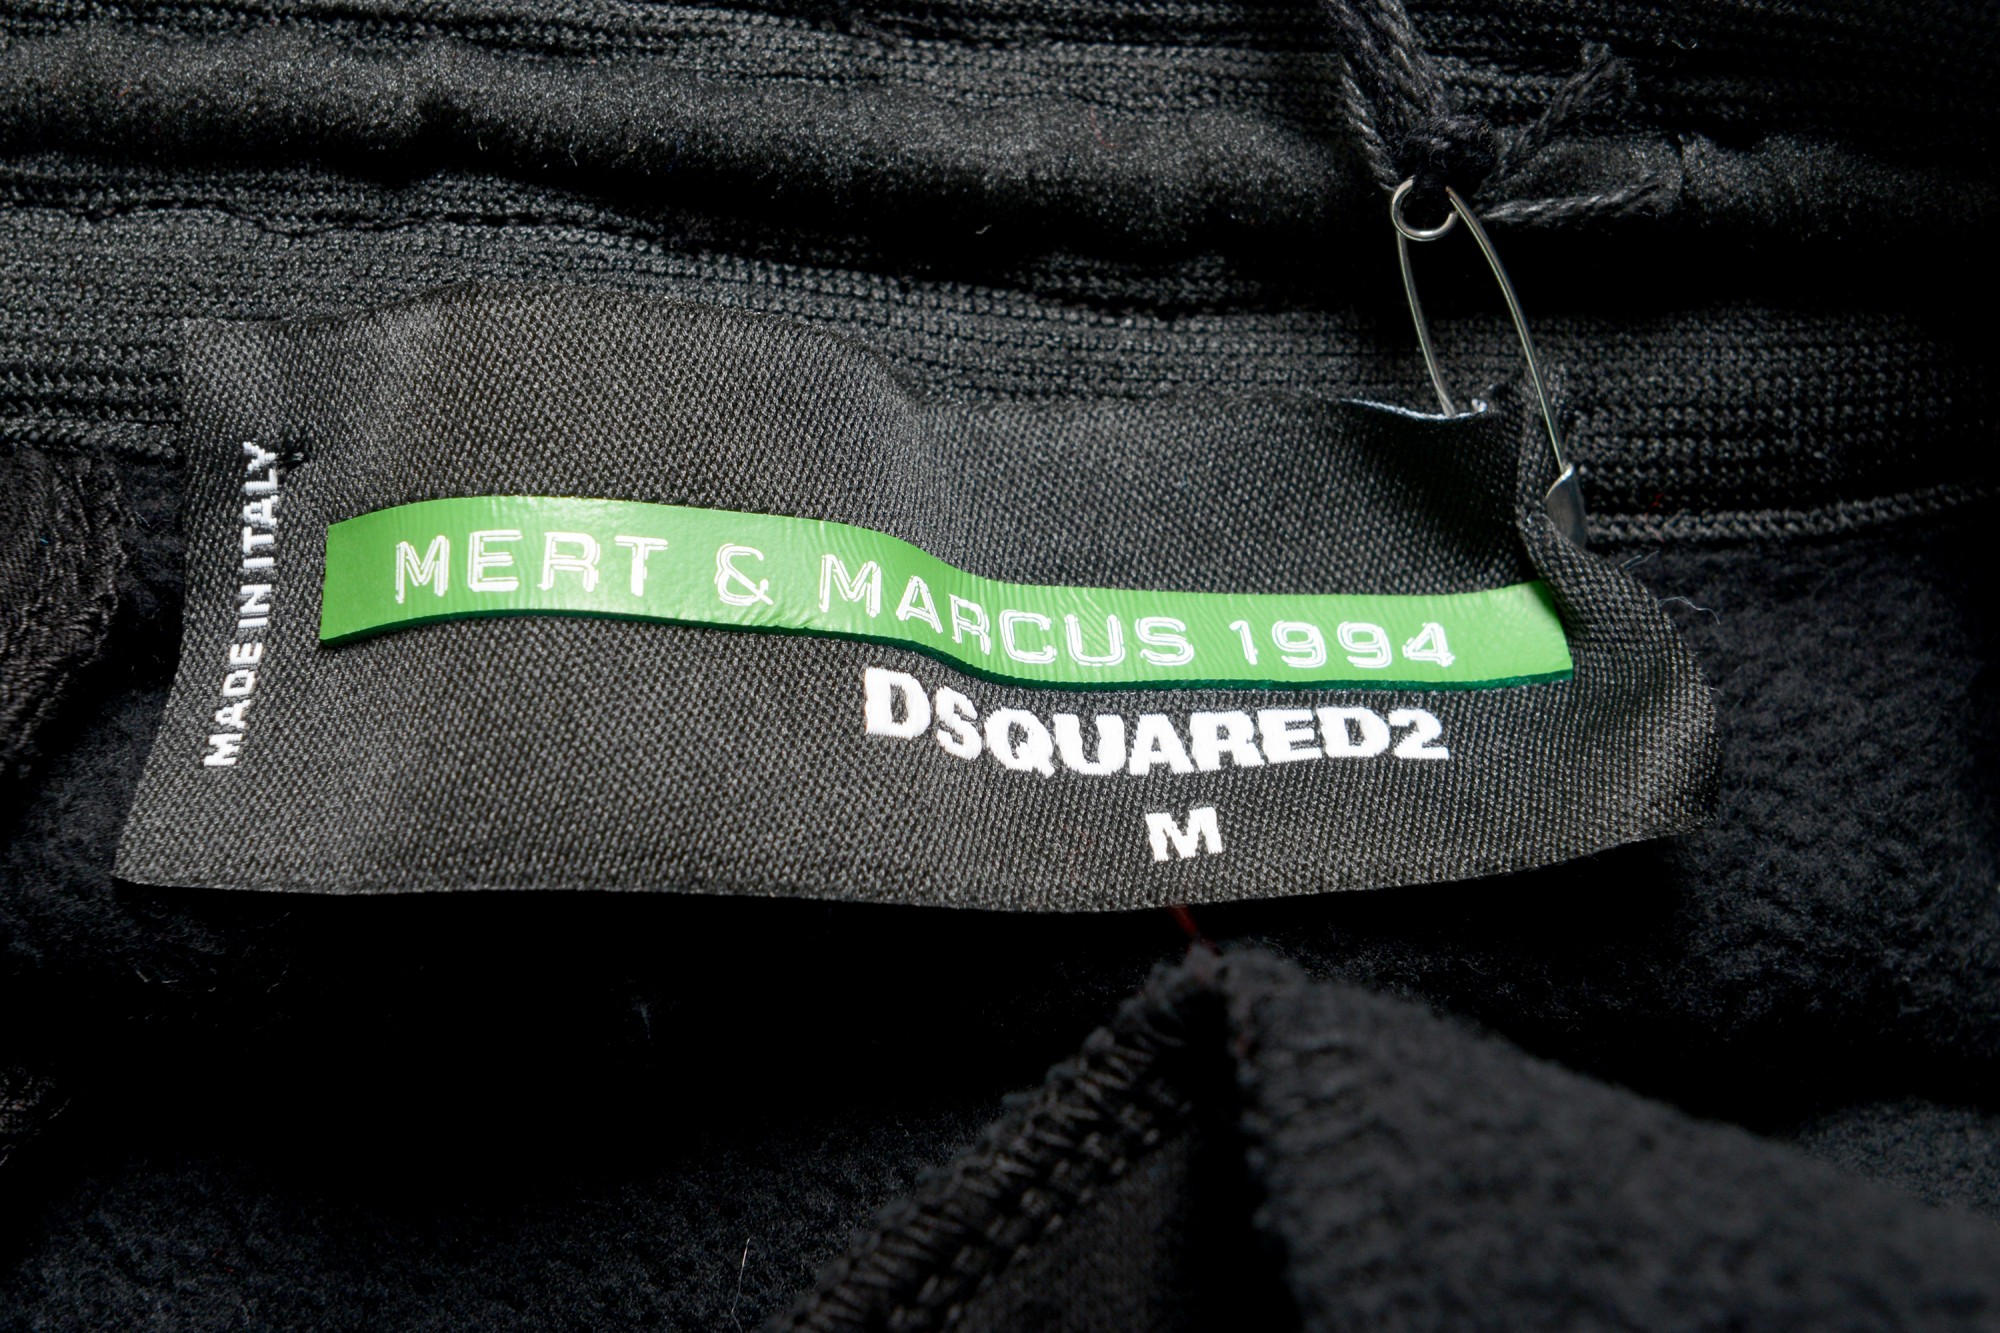 MADE IN ITALY
MERT & MARCUS 1994
DSQUARED2
M